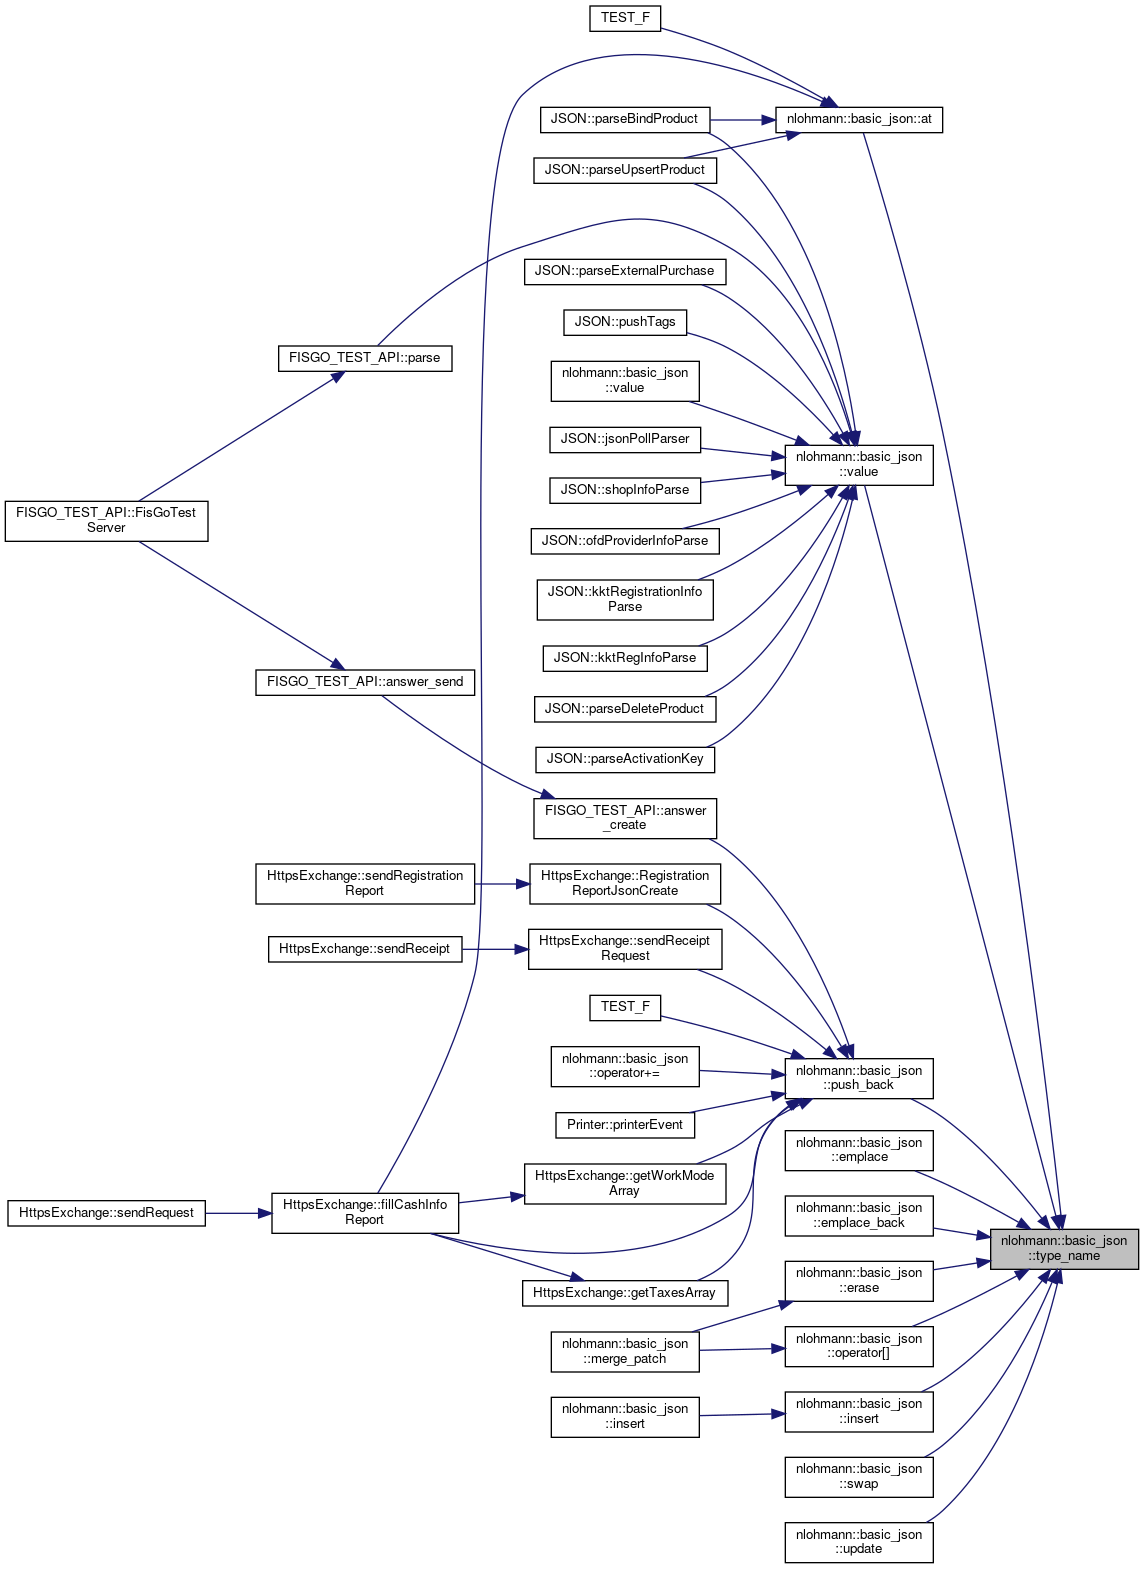 TEST_F
nlohmann::basic_json::at
JSON::parseBindProduct
JSON::parseUpsertProduct
JSON::parseExternalPurchase
JSON::pushTags
FISGO_TEST_API::parse
nlohmann::basic_json
::value
JSON::jsonPollParser
nlohmann::basic_json
::value
JSON::shopInfoParse
FISGO_TEST_API::FisGoTest
Server
JSON::ofdProviderInfoParse
JSON::kktRegistrationInfo
Parse
JSON::kktRegInfoParse
FISGO_TEST_API::answer_send
JSON::parseDeleteProduct
JSON::parseActivationKey
FISGO_TEST_API::answer
_create
HttpsExchange::sendRegistration
Report
HttpsExchange::Registration
ReportJsonCreate
HttpsExchange::sendReceipt
HttpsExchange::sendReceipt
Request
TEST_F
nlohmann::basic_json
::operator+=
nlohmann::basic_json
::push_back
Printer::printerEvent
nlohmann::basic_json
::emplace
HttpsExchange::getWorkMode
Array
HttpsExchange::sendRequest
HttpsExchange::fillCashInfo
Report
nlohmann::basic_json
::emplace_back
nlohmann::basic_json
::type_name
HttpsExchange::getTaxesArray
nlohmann::basic_json
::erase
nlohmann::basic_json
::merge_patch
nlohmann::basic_json
::operator[]
nlohmann::basic_json
::insert
nlohmann::basic_json
::insert
nlohmann::basic_json
::swap
nlohmann::basic_json
::update